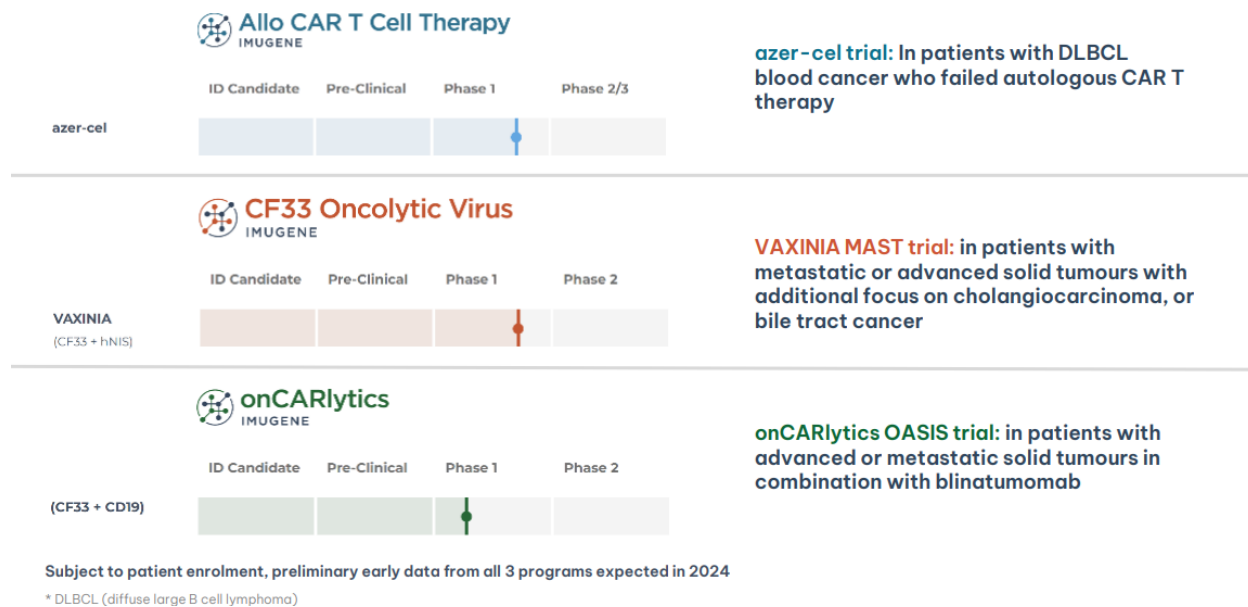 Allo CAR T Cell Therapy
IMUGENE
ID Candidate Pre-Clinical Phase 1 Phase 2/3
azer-cel
azer-cel trial: In patients with DLBCL
blood cancer who failed autologous CAR T
therapy
CF33 Oncolytic Virus
IMUGENE
ID Candidate Pre-Clinical Phase 1 Phase 2
VAXINIA
(CF33 + hNIS)
VAXINIA MAST trial: in patients with
metastatic or advanced solid tumours with
additional focus on cholangiocarcinoma, or
bile tract cancer
onCARlytics
IMUGENE
ID Candidate Pre-Clinical Phase 1 Phase 2
(CF33 + CD19)
onCARlytics OASIS trial: in patients with
advanced or metastatic solid tumours in
combination with blinatumomab
Subject to patient enrolment, preliminary early data from all 3 programs expected in 2024
* DLBCL (diffuse large B cell lymphoma)